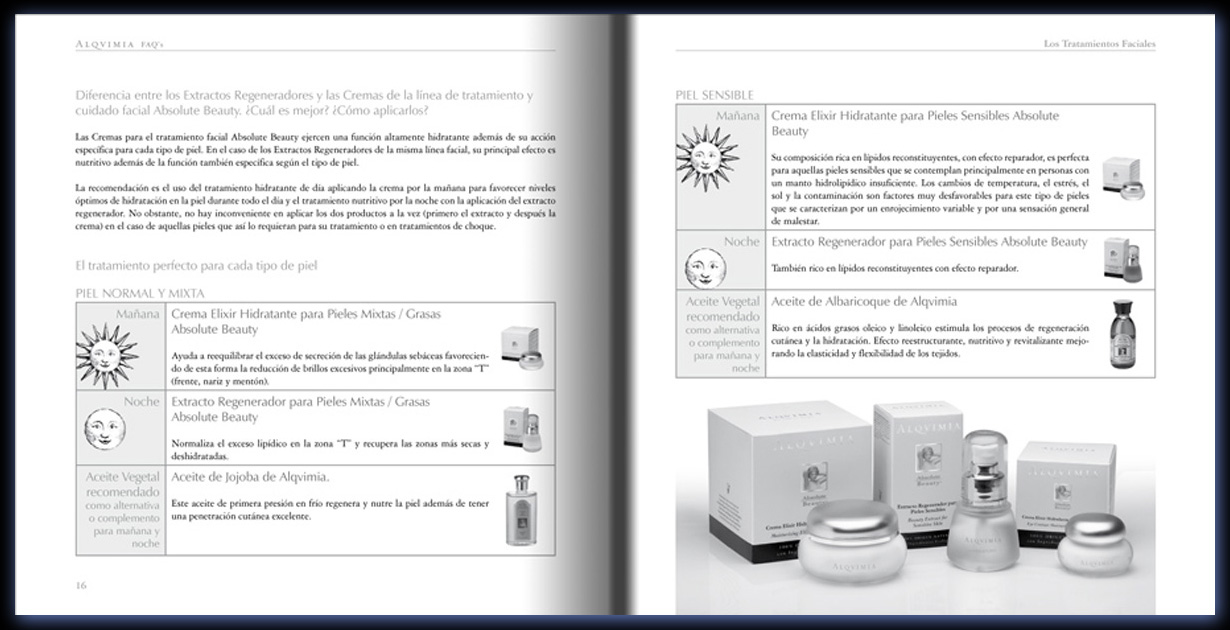 ALQVIMIA FAQ's
Diferencia entre los Extractos Regeneradores y las Cremas de la línea de tratamiento y
cuidado facial Absolute Beauty. ¿Cuál es mejor? ¿Cómo aplicarlos?
Las Cremas para el tratamiento facial Absolute Beauty ejercen una función altamente hidratante además de su acción
específica para cada tipo de piel. En el caso de los Extractos Regeneradores de la misma línea facial, su principal efecto es
nutritivo además de la función también específica según el tipo de piel.
La recomendación es el uso del tratamiento hidratante de día aplicando la crema por la mañana para favorecer niveles
óptimos de hidratación en la piel durante todo el día y el tratamiento nutritivo por la noche con la aplicación del extracto
regenerador. No obstante, no hay inconveniente en aplicar los dos productos a la vez (primero el extracto y después la
crema) en el caso de aquellas pieles que así lo requieran para su tratamiento o en tratamientos de choque.
El tratamiento perfecto para cada tipo de piel
PIEL NORMAL Y MIXTA
Mañana
Crema Elixir Hidratante para Pieles Mixtas / Grasas
Absolute Beauty
Ayuda a reequilibrar el exceso de secreción de las glándulas sebáceas favorecien-
do de esta forma la reducción de brillos excesivos principalmente en la zona "T"
(frente, nariz y mentón).
Noche
Extracto Regenerador para Pieles Mixtas / Grasas
Absolute Beauty
Normaliza el exceso lipídico en la zona "T" y recupera las zonas más secas y
deshidratadas.
Aceite Vegetal
recomendado
como alternativa
o complemento
para mañana y
noche
Aceite de Jojoba de Alqvimia.
Este aceite de primera presión en frío regenera y nutre la piel además de tener
una penetración cutánea excelente.
16
Los Tratamientos Faciales
PIEL SENSIBLE
Mañana
Crema Elixir Hidratante para Pieles Sensibles Absolute
Beauty
Su composición rica en lípidos reconstituyentes, con efecto reparador, es perfecta
para aquellas pieles sensibles que se contemplan principalmente en personas con
un manto hidrolipídico insuficiente. Los cambios de temperatura, el estrés, el
sol y la contaminación son factores muy desfavorables para este tipo de pieles
que se caracterizan por un enrojecimiento variable y por una sensación general
de malestar.
Noche
Extracto Regenerador para Pieles Sensibles Absolute Beauty
También rico en lípidos reconstituyentes con efecto reparador.
Aceite Vegetal
recomendado
como alternativa
o complemento
para mañana y
noche
Aceite de Albaricoque de Alqvimia
Rico en ácidos grasos oleico y linoleico estimula los procesos de regeneración
cutánea y la hidratación. Efecto reestructurante, nutritivo y revitalizante mejo-
rando la elasticidad y flexibilidad de los tejidos.
ALQVIMIA
Absolute
Beauty
Crema Elixir
ALQVIMIA
Absolute
Beauty
Extracto Regenerador para
Pieles Sensibles
Beauty Extract for
Sensitive Skin
ALQVIMIA
Absolute
Beauty
Crema Elixir
ALQVIMIA
ALQVIMIA
ALQVIMIA